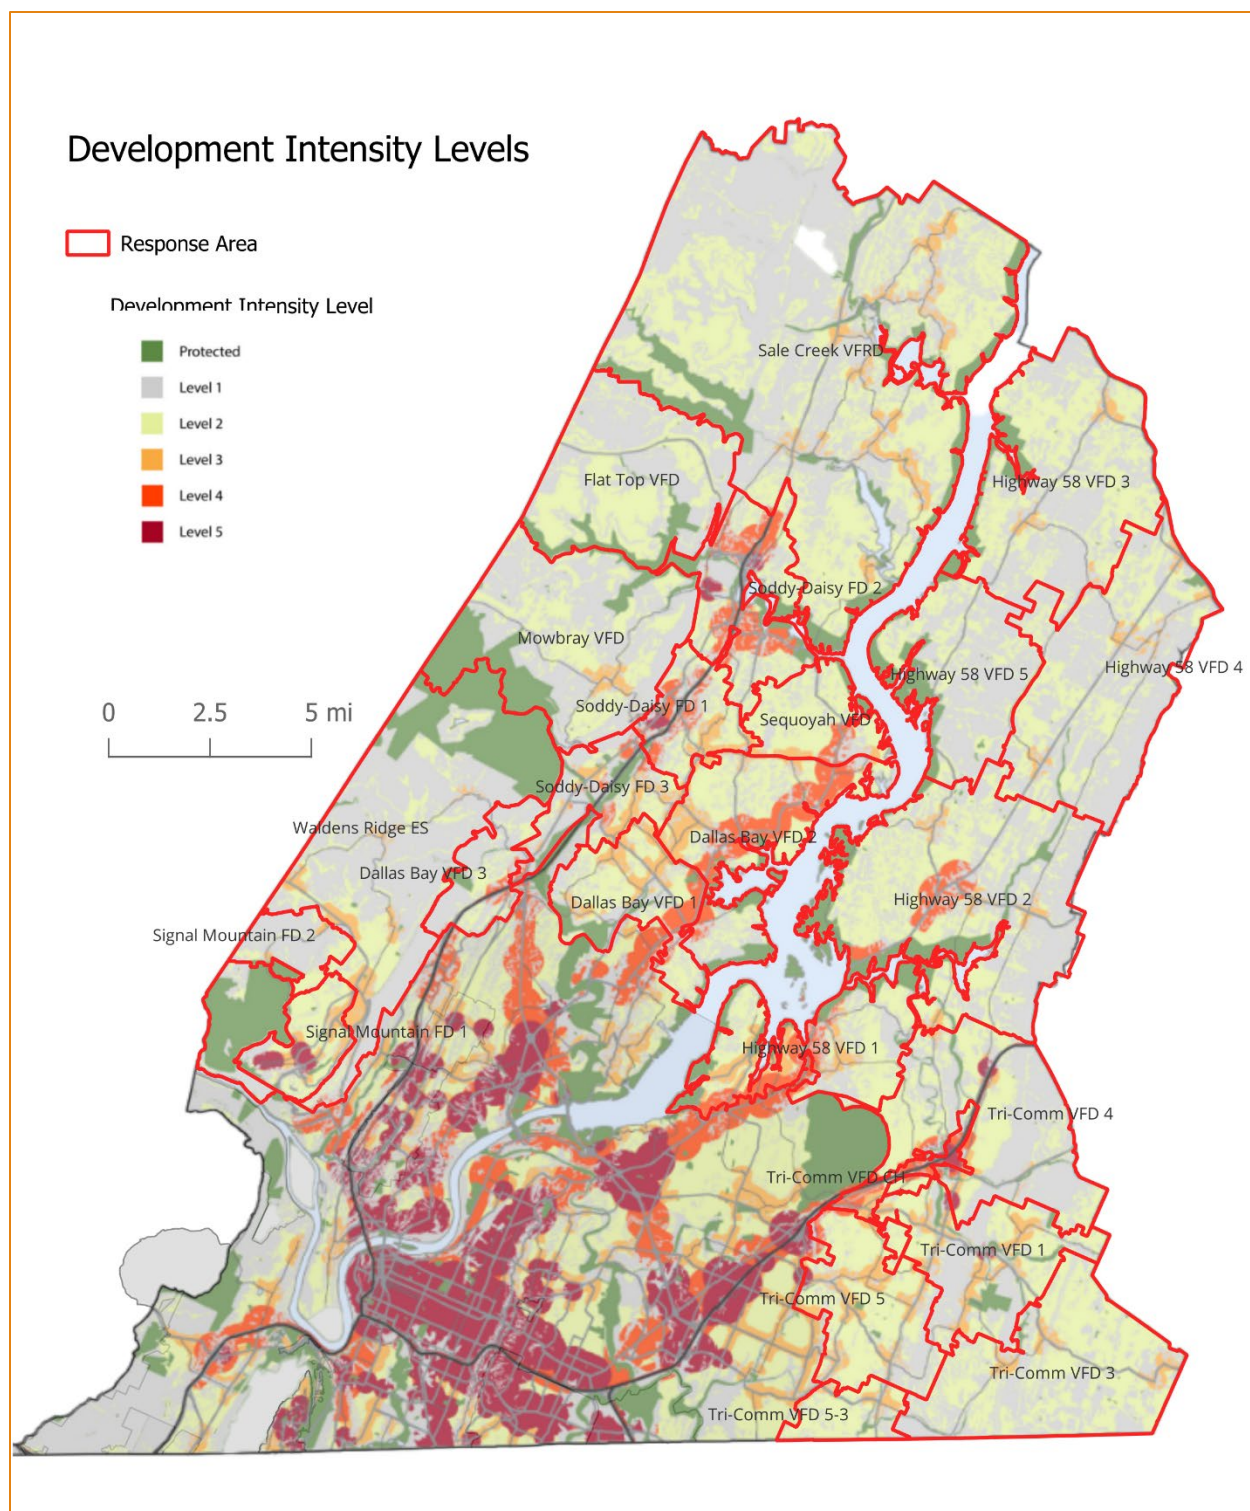 Development Intensity Levels
Response Area
Development Intensity Level
Protected
Level 1
Level 2
Level 3
Level 4
Level 5
0 2.5 5 mi
Sale Creek VFRD
Flat Top VFD
Highway 58 VFD 3
Soddy-Daisy FD 2
Mowbray VFD
Highway 58 VFD 4
Highway 58 VFD 5
Soddy-Daisy FD 1
Sequoyah VFD
Soddy-Daisy FD 3
Waldens Ridge ES
Dallas Bay VFD 2
Dallas Bay VFD 3
Dallas Bay VFD 1
Highway 58 VFD 2
Signal Mountain FD 2
Signal Mountain FD 1
Highway 58 VFD 1
Tri-Comm VFD 4
Tri-Comm VFD CH
Tri-Comm VFD 1
Tri-Comm VFD 5
Tri-Comm VFD 3
Tri-Comm VFD 5-3